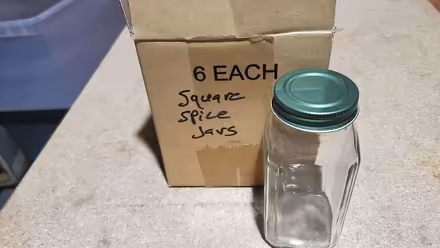 6 EACH
Square
Spice
Jars